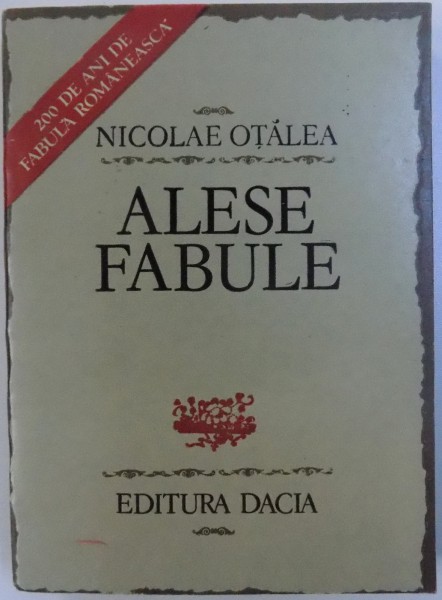 200 DE ANI DE
FABULĂ ROMÂNEASCĂ
NICOLAE OȚĂLEA
ALESE
FABULE
EDITURA DACIA